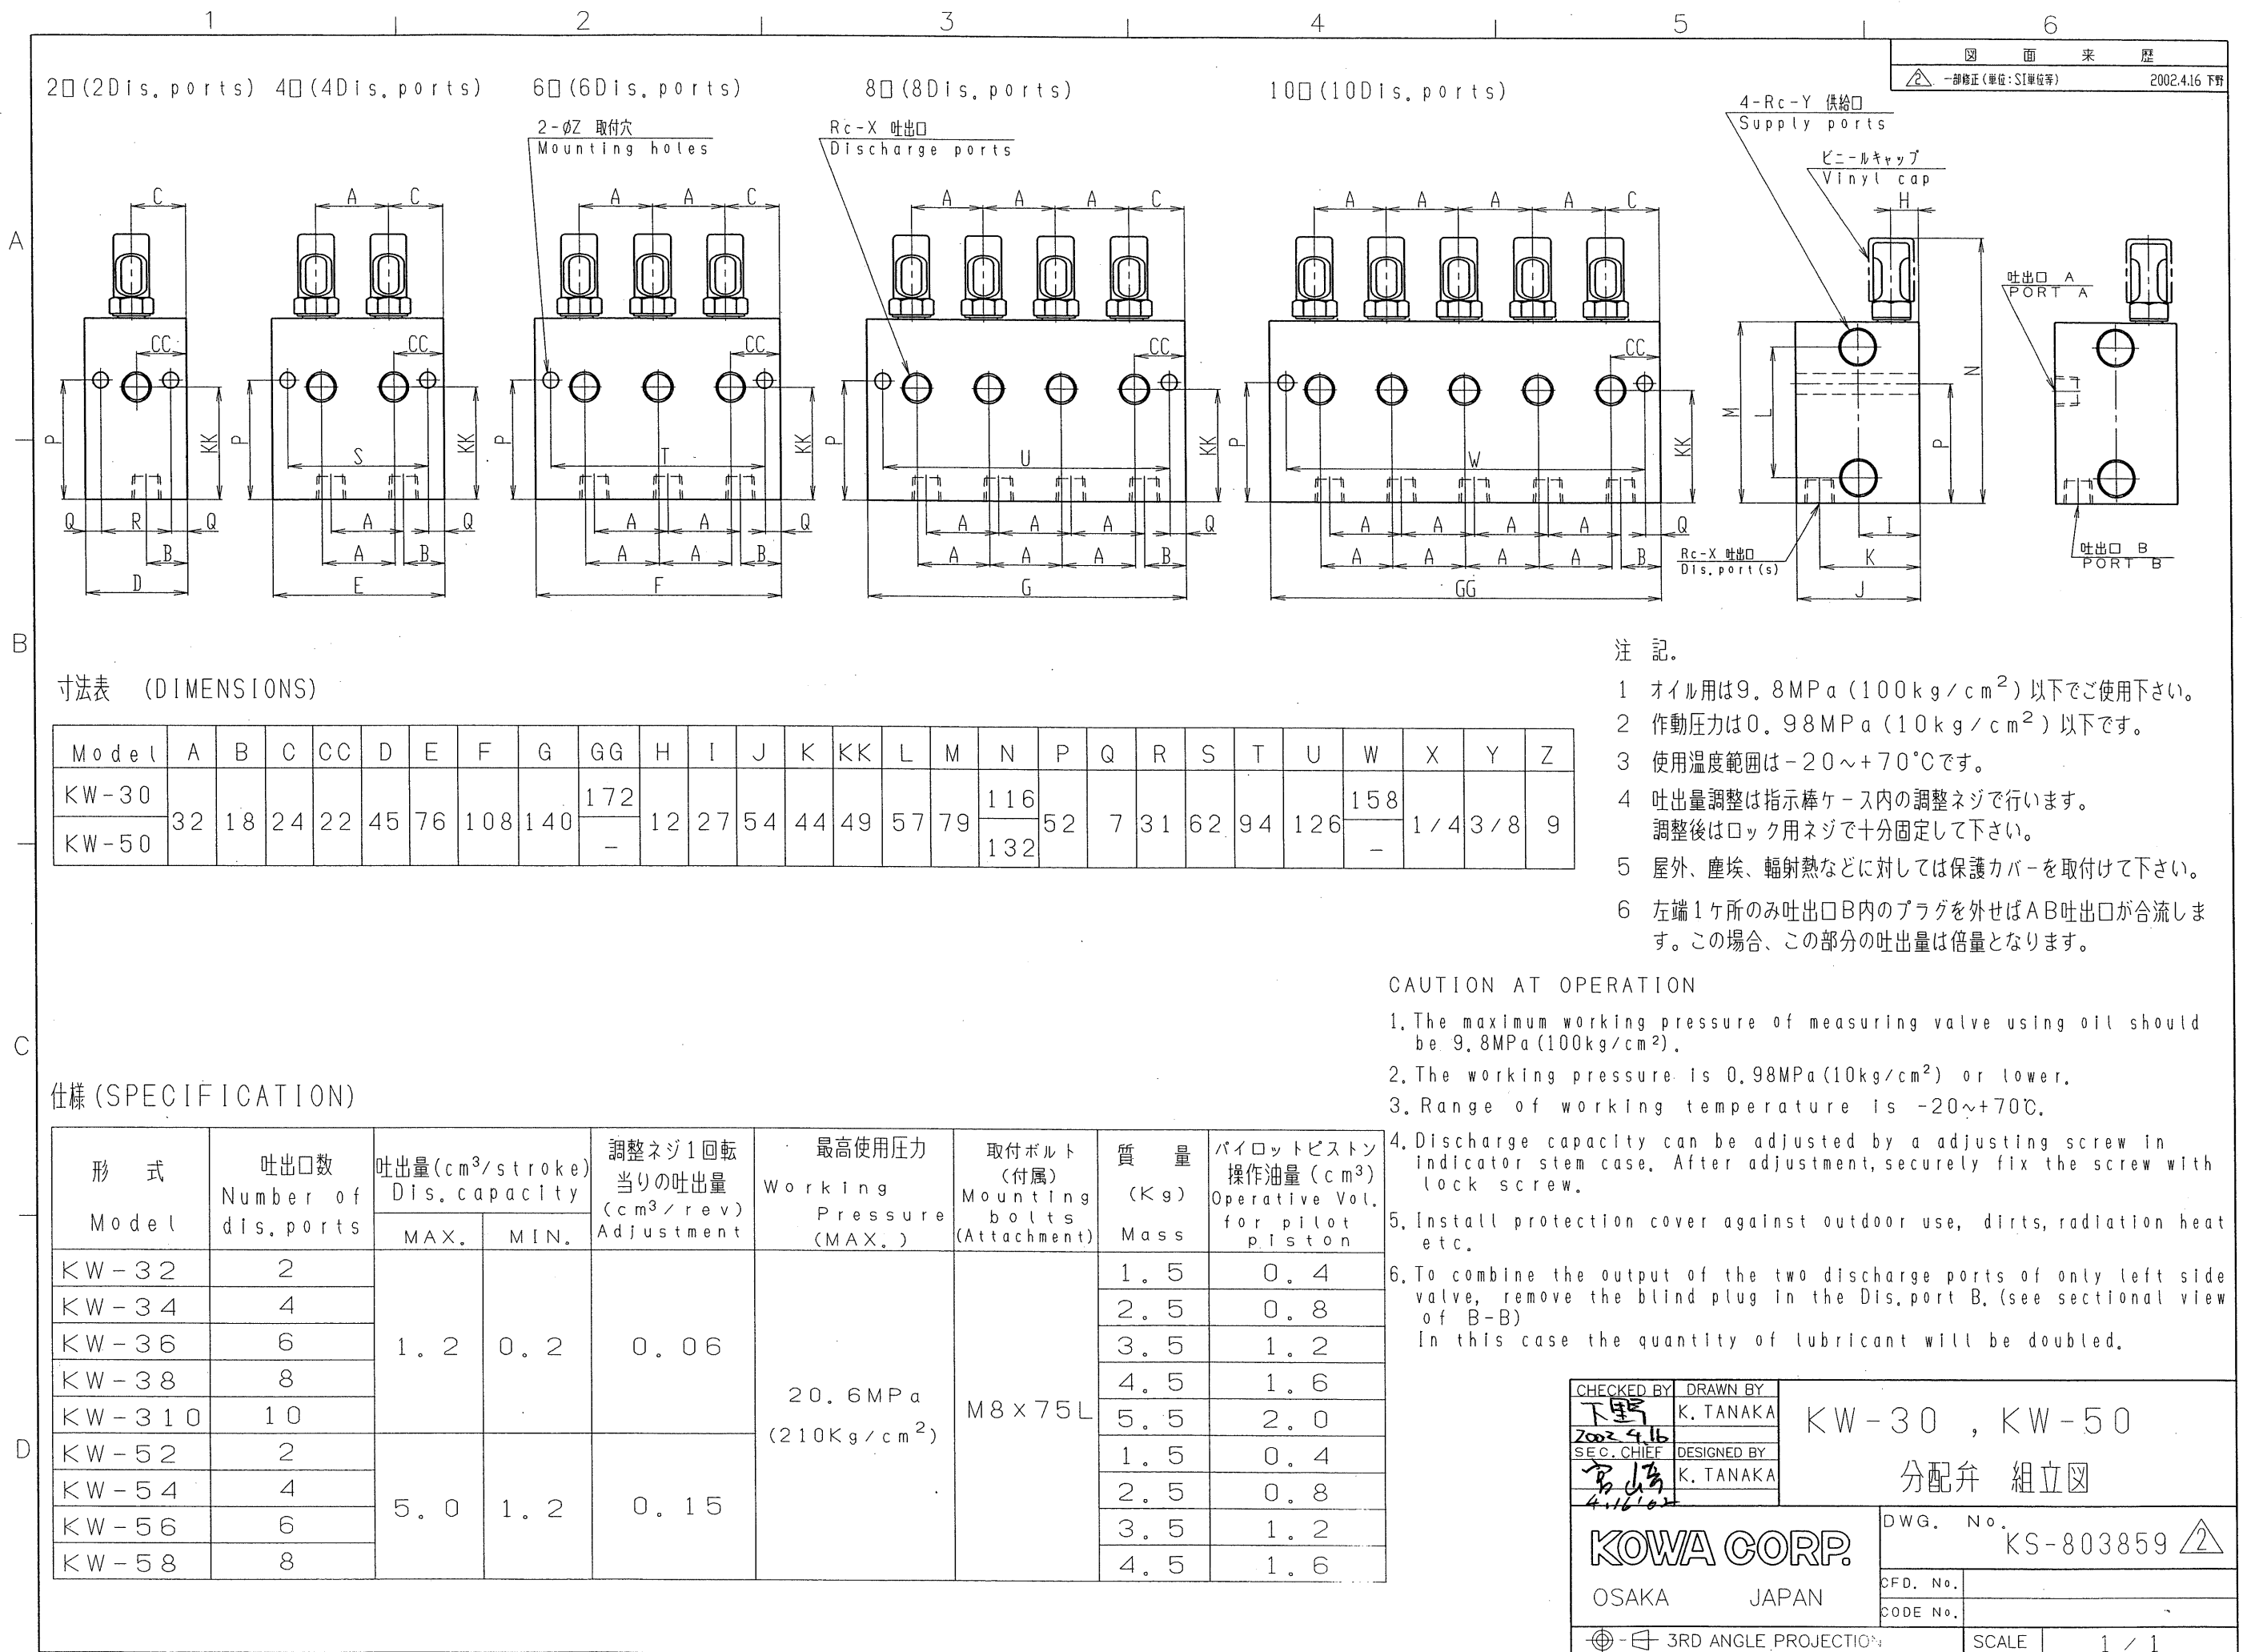 1 2 3 4 5 6
図 面 来 歴
2 一部修正(単位:SI単位等) 2002.4.16 下野
2口(2Dis.ports) 4口(4Dis.ports) 6口(6Dis.ports) 8口(8Dis.ports) 10口(10Dis.ports)
2-φZ 取付穴
Mounting holes
Rc-X 吐出口
Discharge ports
4-Rc-Y 供給口
Supply ports
ビニールキャップ
Vinyl cap
C A C A A C A A A C A A A A C H
A
吐出口 A
PORT A
CC CC CC CC CC
P KK P S KK P T KK P U KK P W KK M L P N
Q R Q A Q A A Q A A A Q A A A A Q I
B A B A A B A A A B A A A A B K
D E F G GG J
Rc-X 吐出口
Dis.port(s)
吐出口 B
PORT B
B
寸法表 (DIMENSIONS)
Model A B C CC D E F G GG H I J K KK L M N P Q R S T U W X Y Z
KW-30 172 116 158
32 18 24 22 45 76 108 140 12 27 54 44 49 57 79 52 7 31 62 94 126 1/4 3/8 9
KW-50 - 132 -
注 記。
1 オイル用は9.8MPa(100kg/cm²)以下でご使用下さい。
2 作動圧力は0.98MPa(10kg/cm²)以下です。
3 使用温度範囲は-20~+70℃です。
4 吐出量調整は指示棒ケース内の調整ネジで行います。
調整後はロック用ネジで十分固定して下さい。
5 屋外、塵埃、輻射熱などに対しては保護カバーを取付けて下さい。
6 左端1ケ所のみ吐出口B内のプラグを外せばAB吐出口が合流しま
す。この場合、この部分の吐出量は倍量となります。
CAUTION AT OPERATION
1.The maximum working pressure of measuring valve using oil should
be 9.8MPa(100kg/cm²).
2.The working pressure is 0.98MPa(10kg/cm²) or lower.
3.Range of working temperature is -20~+70℃.
4.Discharge capacity can be adjusted by a adjusting screw in
indicator stem case. After adjustment,securely fix the screw with
lock screw.
5.Install protection cover against outdoor use, dirts,radiation heat
etc.
6.To combine the output of the two discharge ports of only left side
valve, remove the blind plug in the Dis.port B.(see sectional view
of B-B)
In this case the quantity of lubricant will be doubled.
C
仕様(SPECIFICATION)
形 式
Model
吐出口数
Number of
dis.ports
吐出量(cm³/stroke)
Dis.capacity
MAX. MIN.
調整ネジ1回転
当りの吐出量
(cm³/rev)
Adjustment
最高使用圧力
Working
Pressure
(MAX.)
取付ボルト
(付属)
Mounting
bolts
(Attachment)
質 量
(Kg)
Mass
パイロットピストン
操作油量(cm³)
Operative Vol.
for pilot
piston
KW-32 2 1.5 0.4
KW-34 4 2.5 0.8
KW-36 6 1.2 0.2 0.06 3.5 1.2
KW-38 8 4.5 1.6
KW-310 10 5.5 2.0
20.6MPa
(210Kg/cm²)
M8×75L
KW-52 2 1.5 0.4
KW-54 4 2.5 0.8
5.0 1.2 0.15
KW-56 6 3.5 1.2
KW-58 8 4.5 1.6
D
CHECKED BY DRAWN BY
下野 K. TANAKA
2002.4.16
SEC. CHIEF DESIGNED BY
K. TANAKA
4.16'02
KW-30 , KW-50
分配弁 組立図
KOWA CORP.
OSAKA JAPAN
DWG. No.
KS-803859 2
CFD. No.
CODE No.
3RD ANGLE PROJECTION SCALE 1 / 1